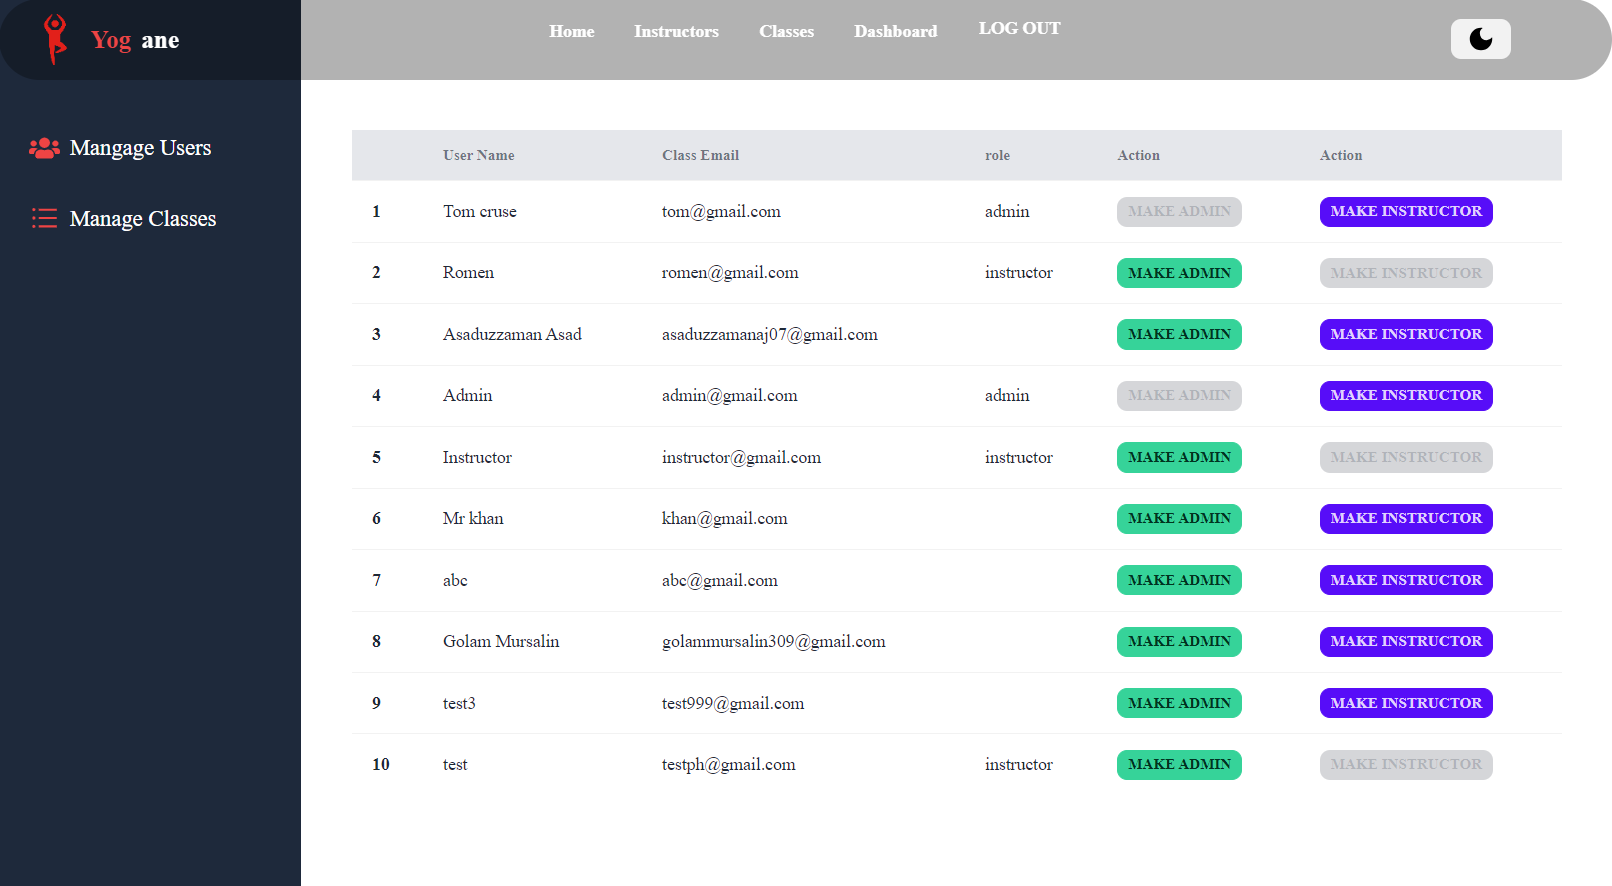 Yog ane
Home Instructors Classes Dashboard LOG OUT
Mangage Users
Manage Classes
User Name Class Email role Action Action
1 Tom cruse tom@gmail.com admin MAKE ADMIN MAKE INSTRUCTOR
2 Romen romen@gmail.com instructor MAKE ADMIN MAKE INSTRUCTOR
3 Asaduzzaman Asad asaduzzamanaj07@gmail.com MAKE ADMIN MAKE INSTRUCTOR
4 Admin admin@gmail.com admin MAKE ADMIN MAKE INSTRUCTOR
5 Instructor instructor@gmail.com instructor MAKE ADMIN MAKE INSTRUCTOR
6 Mr khan khan@gmail.com MAKE ADMIN MAKE INSTRUCTOR
7 abc abc@gmail.com MAKE ADMIN MAKE INSTRUCTOR
8 Golam Mursalin golammursalin309@gmail.com MAKE ADMIN MAKE INSTRUCTOR
9 test3 test999@gmail.com MAKE ADMIN MAKE INSTRUCTOR
10 test testph@gmail.com instructor MAKE ADMIN MAKE INSTRUCTOR